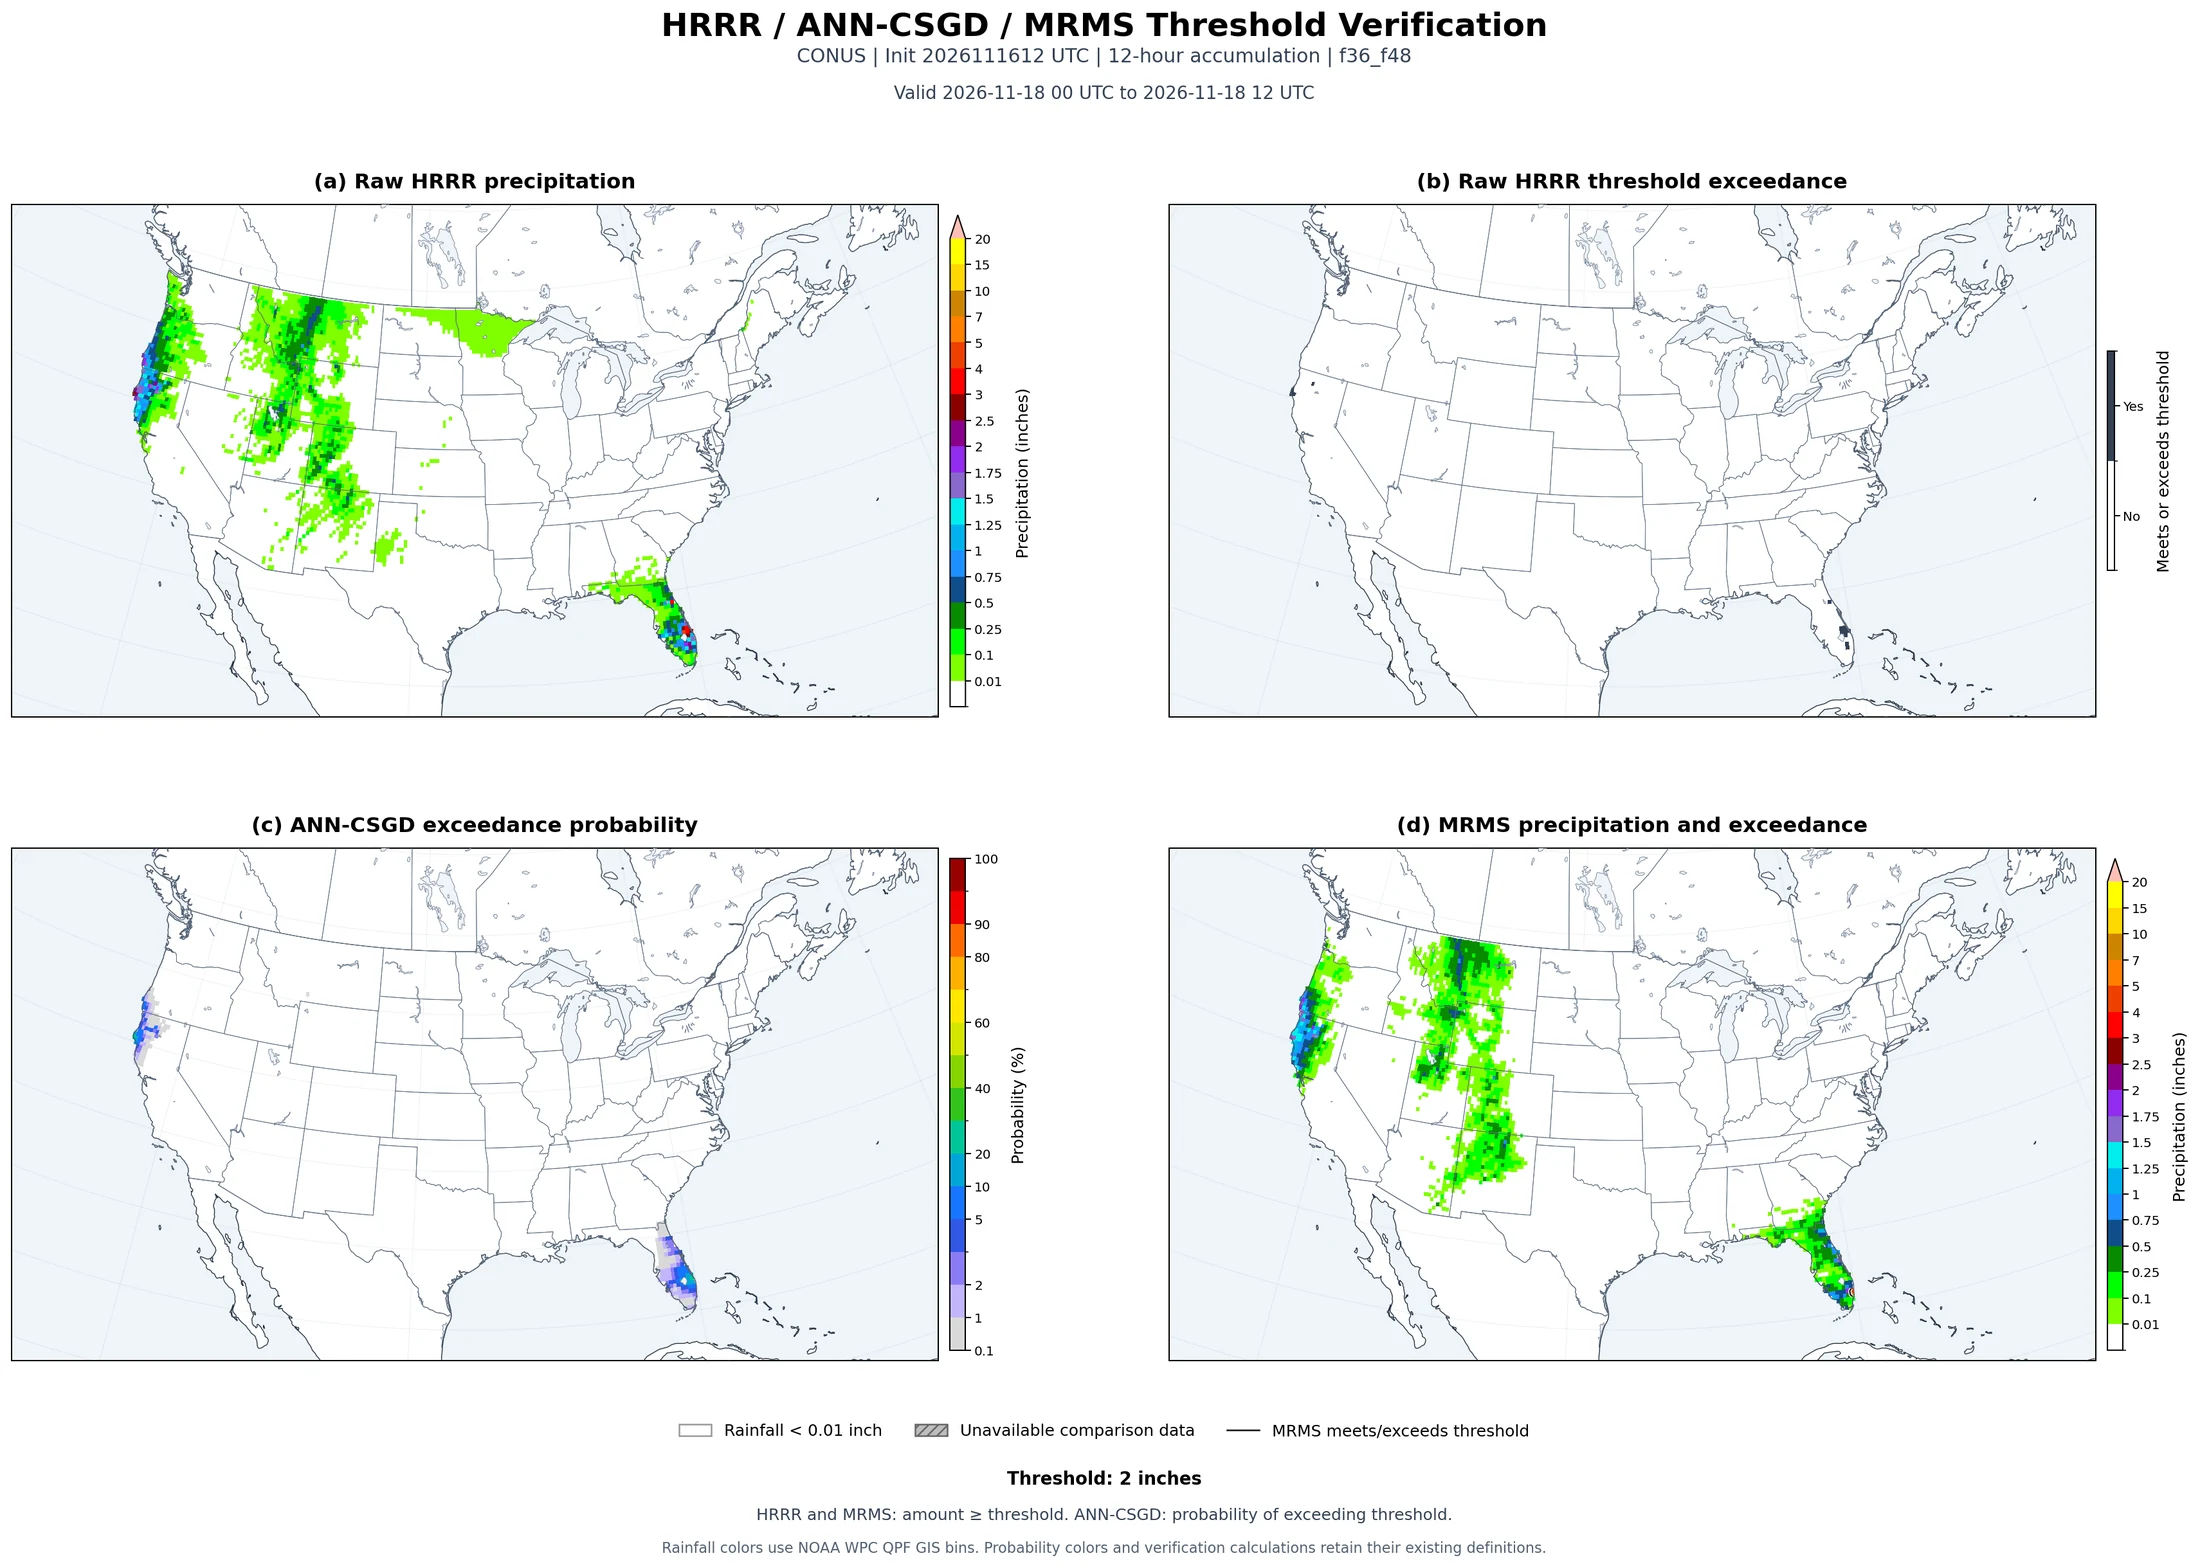 HRRR / ANN-CSGD / MRMS Threshold Verification
CONUS | Init 2026111612 UTC | 12-hour accumulation | f36_f48
Valid 2026-11-18 00 UTC to 2026-11-18 12 UTC
(a) Raw HRRR precipitation
20
15
10
7
5
4
3
2.5
2
1.75
1.5
1.25
1
0.75
0.5
0.25
0.1
0.01
Precipitation (inches)
(b) Raw HRRR threshold exceedance
Yes
No
Meets or exceeds threshold
(c) ANN-CSGD exceedance probability
100
90
80
60
40
20
10
5
2
1
0.1
Probability (%)
(d) MRMS precipitation and exceedance
20
15
10
7
5
4
3
2.5
2
1.75
1.5
1.25
1
0.75
0.5
0.25
0.1
0.01
Precipitation (inches)
Rainfall < 0.01 inch
Unavailable comparison data
MRMS meets/exceeds threshold
Threshold: 2 inches
HRRR and MRMS: amount ≥ threshold. ANN-CSGD: probability of exceeding threshold.
Rainfall colors use NOAA WPC QPF GIS bins. Probability colors and verification calculations retain their existing definitions.